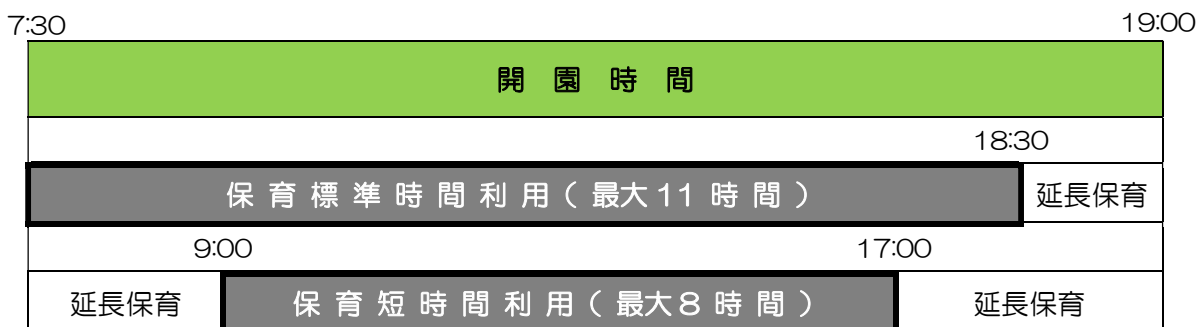 7:30 19:00
開園時間
18:30
保育標準時間利用(最大11時間) 延長保育
9:00 17:00
延長保育 保育短時間利用(最大8時間) 延長保育